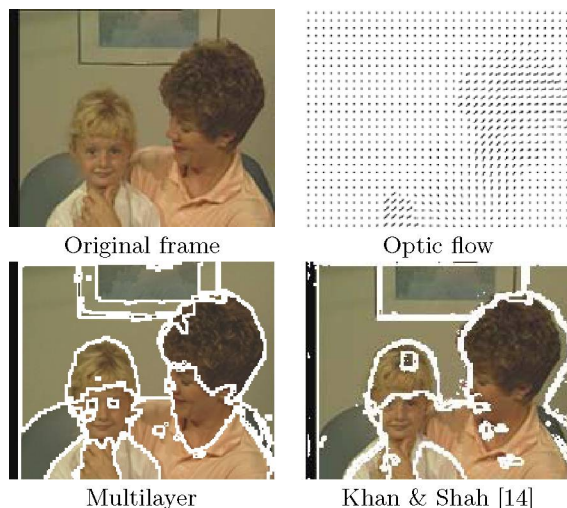 Original frame
Optic flow
Multilayer
Khan & Shah [14]